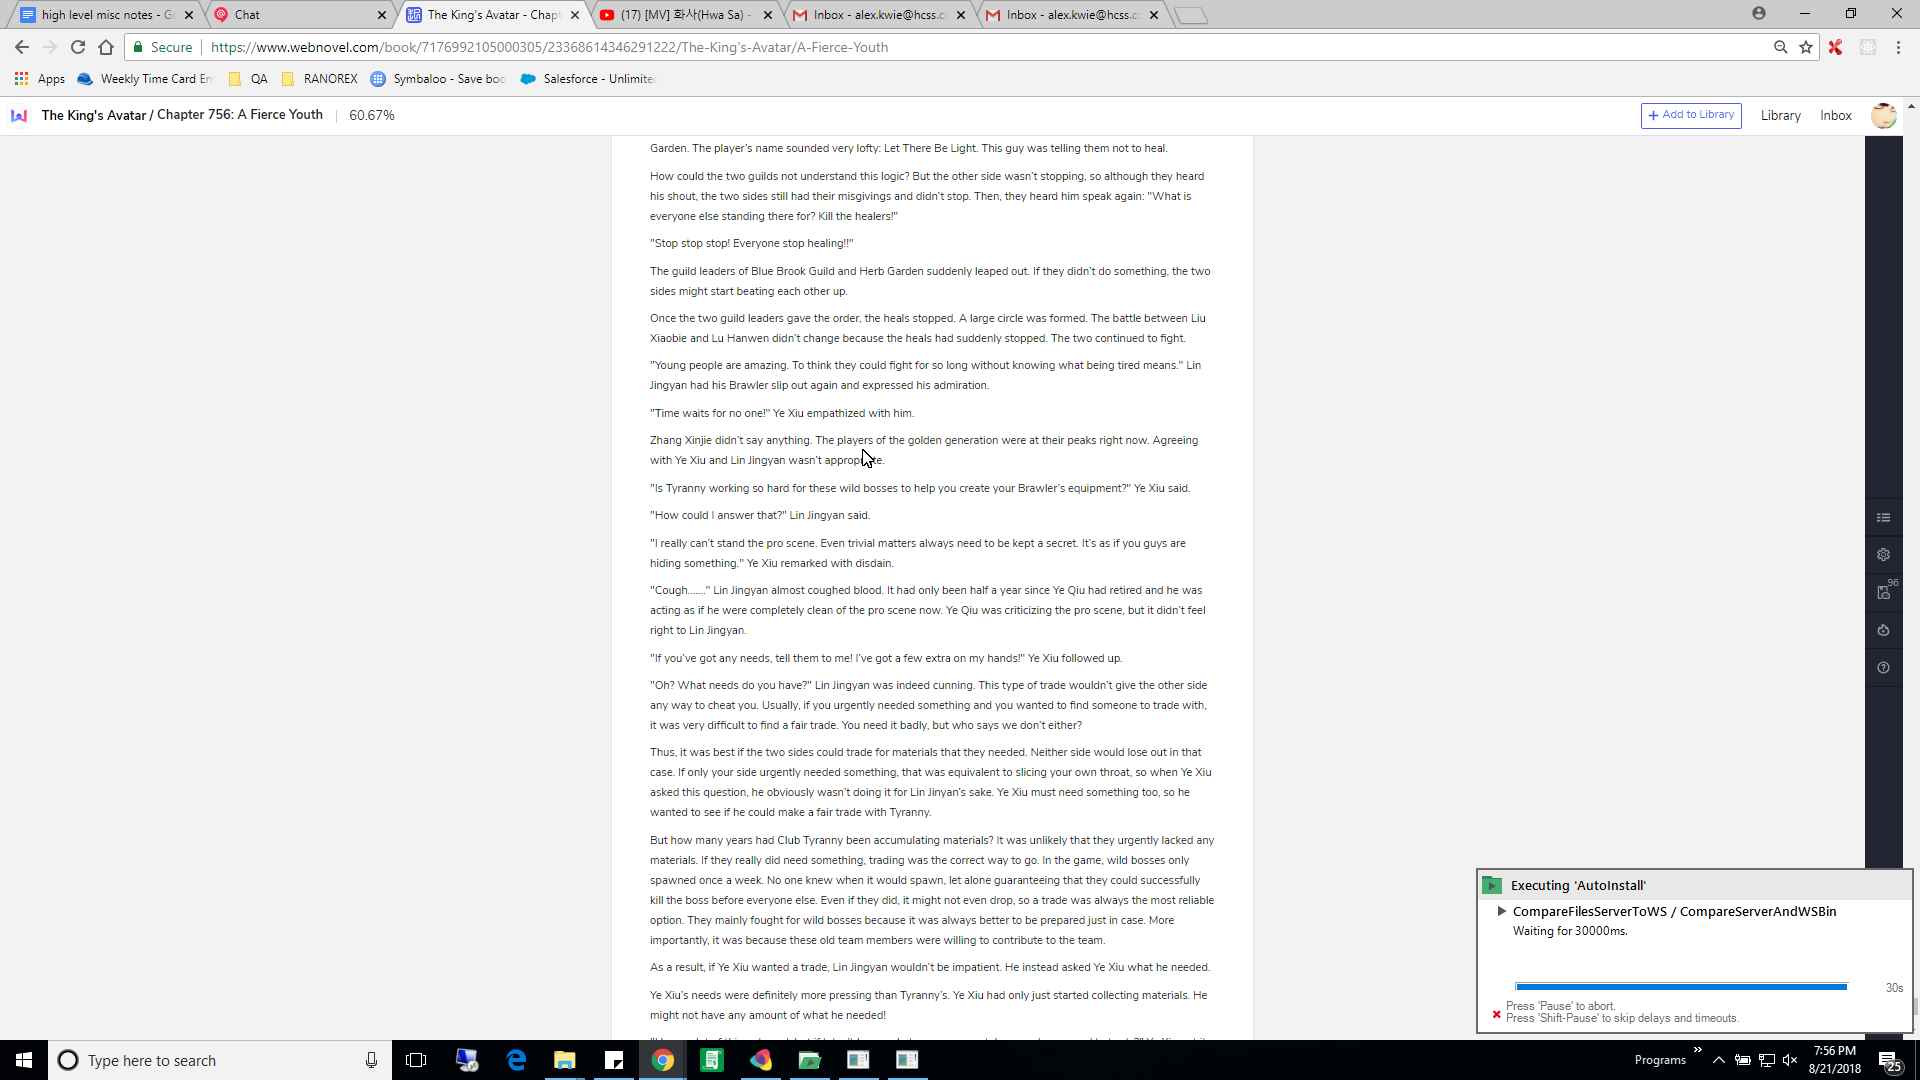 high level misc notes - G
Chat
The King's Avatar - Chapt
(17) [MV] 화사(Hwa Sa) -
Inbox - alex.kwie@hcss.c
Inbox - alex.kwie@hcss.c
Secure
https://www.webnovel.com/book/7176992105000305/23368614346291222/The-King's-Avatar/A-Fierce-Youth
Apps
Weekly Time Card En
QA
RANOREX
Symbaloo - Save boo
Salesforce - Unlimite
The King's Avatar / Chapter 756: A Fierce Youth
60.67%
+ Add to Library
Library
Inbox
Garden. The player's name sounded very lofty: Let There Be Light. This guy was telling them not to heal.
How could the two guilds not understand this logic? But the other side wasn't stopping, so although they heard
his shout, the two sides still had their misgivings and didn't stop. Then, they heard him speak again: "What is
everyone else standing there for? Kill the healers!"
"Stop stop stop! Everyone stop healing!!"
The guild leaders of Blue Brook Guild and Herb Garden suddenly leaped out. If they didn't do something, the two
sides might start beating each other up.
Once the two guild leaders gave the order, the heals stopped. A large circle was formed. The battle between Liu
Xiaobie and Lu Hanwen didn't change because the heals had suddenly stopped. The two continued to fight.
"Young people are amazing. To think they could fight for so long without knowing what being tired means." Lin
Jingyan had his Brawler slip out again and expressed his admiration.
"Time waits for no one!" Ye Xiu empathized with him.
Zhang Xinjie didn't say anything. The players of the golden generation were at their peaks right now. Agreeing
with Ye Xiu and Lin Jingyan wasn't appropriate.
"Is Tyranny working so hard for these wild bosses to help you create your Brawler's equipment?" Ye Xiu said.
"How could I answer that?" Lin Jingyan said.
"I really can't stand the pro scene. Even trivial matters always need to be kept a secret. It's as if you guys are
hiding something." Ye Xiu remarked with disdain.
"Cough......." Lin Jingyan almost coughed blood. It had only been half a year since Ye Qiu had retired and he was
acting as if he were completely clean of the pro scene now. Ye Qiu was criticizing the pro scene, but it didn't feel
right to Lin Jingyan.
"If you've got any needs, tell them to me! I've got a few extra on my hands!" Ye Xiu followed up.
"Oh? What needs do you have?" Lin Jingyan was indeed cunning. This type of trade wouldn't give the other side
any way to cheat you. Usually, if you urgently needed something and you wanted to find someone to trade with,
it was very difficult to find a fair trade. You need it badly, but who says we don't either?
Thus, it was best if the two sides could trade for materials that they needed. Neither side would lose out in that
case. If only your side urgently needed something, that was equivalent to slicing your own throat, so when Ye Xiu
asked this question, he obviously wasn't doing it for Lin Jinyan's sake. Ye Xiu must need something too, so he
wanted to see if he could make a fair trade with Tyranny.
But how many years had Club Tyranny been accumulating materials? It was unlikely that they urgently lacked any
materials. If they really did need something, trading was the correct way to go. In the game, wild bosses only
spawned once a week. No one knew when it would spawn, let alone guaranteeing that they could successfully
kill the boss before everyone else. Even if they did, it might not even drop, so a trade was always the most reliable
option. They mainly fought for wild bosses because it was always better to be prepared just in case. More
importantly, it was because these old team members were willing to contribute to the team.
As a result, if Ye Xiu wanted a trade, Lin Jingyan wouldn't be impatient. He instead asked Ye Xiu what he needed.
Ye Xiu's needs were definitely more pressing than Tyranny's. Ye Xiu had only just started collecting materials. He
might not have any amount of what he needed!
96
Executing 'AutoInstall'
CompareFilesServerToWS / CompareServerAndWSBin
Waiting for 30000ms.
30s
Press 'Pause' to abort.
Press 'Shift-Pause' to skip delays and timeouts.
Type here to search
Programs
7:56 PM
8/21/2018
25